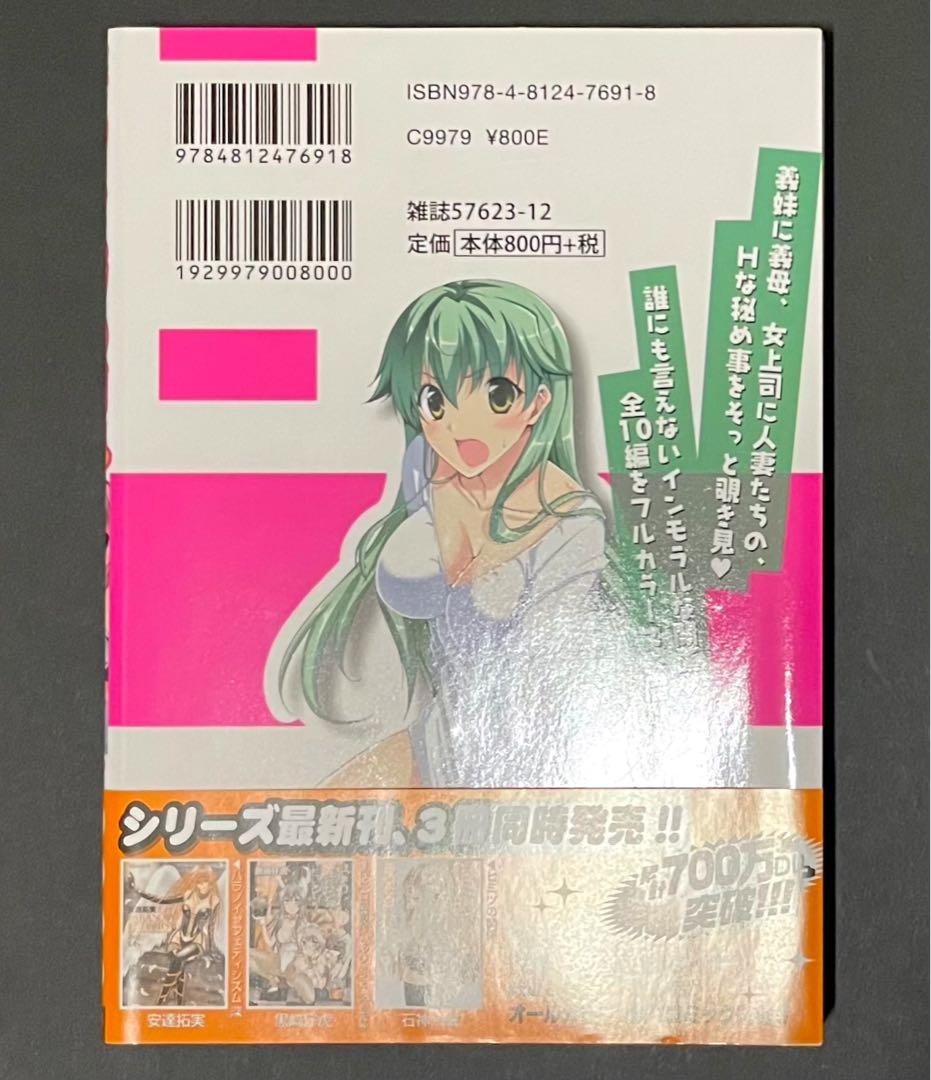 ISBN978-4-8124-7691-8
9784812476918
C9979 ¥800E
雑誌57623-12
定価 本体800円+税
1929979008000
義妹に義母、女上司に人妻たちの、
Hな秘め事をそっと覗き見♥
誰にも言えないインモラル
全10編をフルカラー
シリーズ最新刊、3冊同時発売!!
700万DL
突破!!!
安達拓実